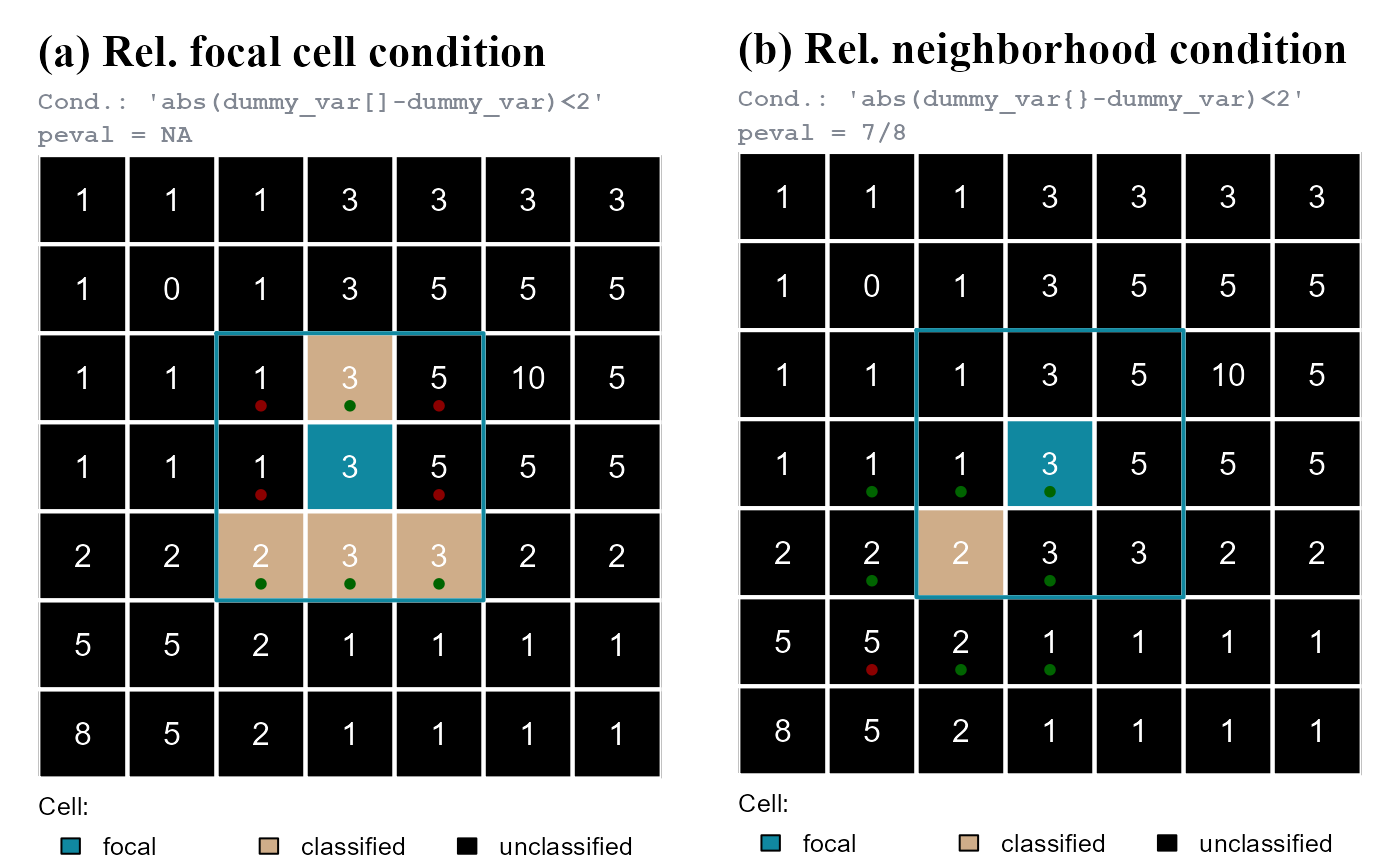 (a) Rel. focal cell condition
Cond.: 'abs(dummy_var[]-dummy_var)<2'
peval = NA
1 1 1 3 3 3 3
1 0 1 3 5 5 5
1 1 1 3 5 10 5
1 1 1 3 5 5 5
2 2 2 3 3 2 2
5 5 2 1 1 1 1
8 5 2 1 1 1 1
Cell:
focal classified unclassified
(b) Rel. neighborhood condition
Cond.: 'abs(dummy_var{}-dummy_var)<2'
peval = 7/8
1 1 1 3 3 3 3
1 0 1 3 5 5 5
1 1 1 3 5 10 5
1 1 1 3 5 5 5
2 2 2 3 3 2 2
5 5 2 1 1 1 1
8 5 2 1 1 1 1
Cell:
focal classified unclassified